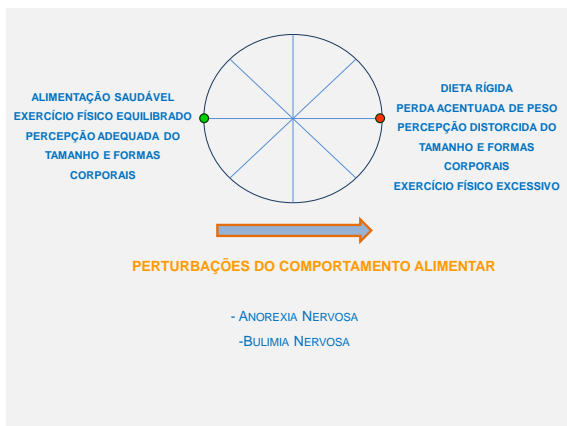 ALIMENTAÇÃO SAUDÁVEL
EXERCÍCIO FÍSICO EQUILIBRADO
PERCEPÇÃO ADEQUADA DO
TAMANHO E FORMAS
CORPORAIS
DIETA RÍGIDA
PERDA ACENTUADA DE PESO
PERCEPÇÃO DISTORCIDA DO
TAMANHO E FORMAS
CORPORAIS
EXERCÍCIO FÍSICO EXCESSIVO
PERTURBAÇÕES DO COMPORTAMENTO ALIMENTAR
- ANOREXIA NERVOSA
-BULIMIA NERVOSA